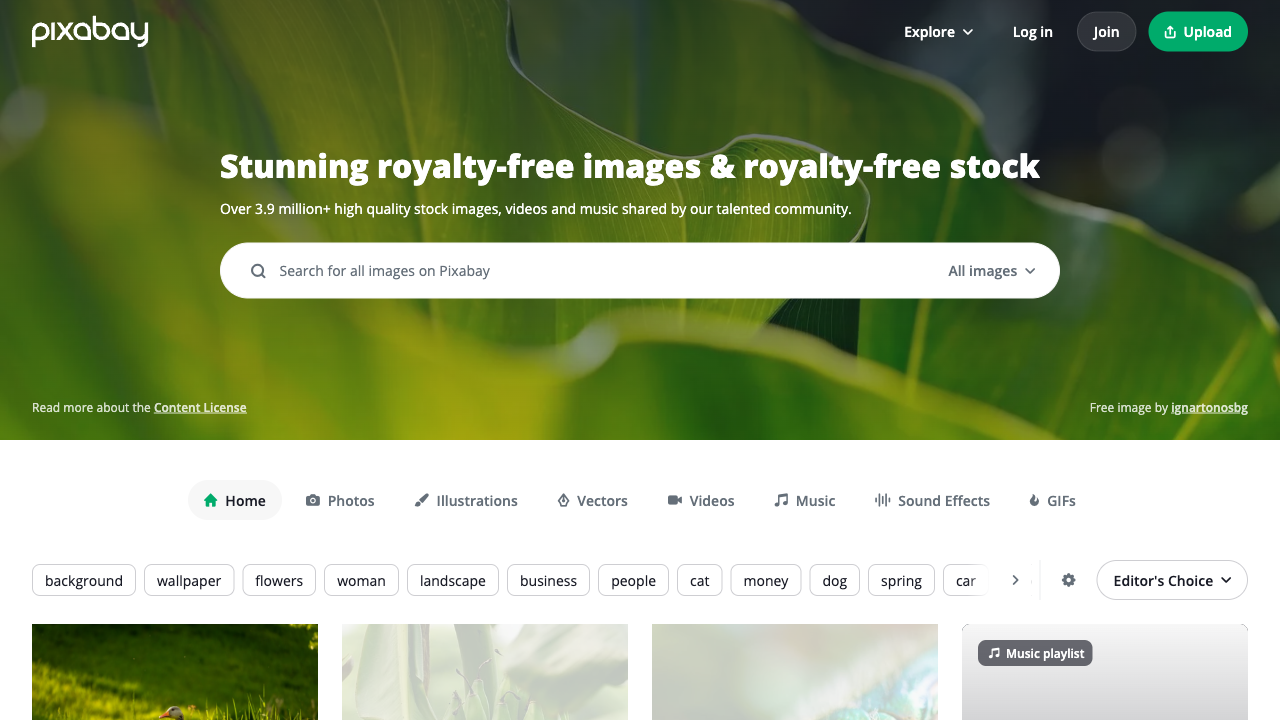 pixabay
Explore
Log in
Join
Upload
Stunning royalty-free images & royalty-free stock
Over 3.9 million+ high quality stock images, videos and music shared by our talented community.
Search for all images on Pixabay
All images
Read more about the Content License
Free image by ignartonosbg
Home
Photos
Illustrations
Vectors
Videos
Music
Sound Effects
GIFs
background
wallpaper
flowers
woman
landscape
business
people
cat
money
dog
spring
car
Editor's Choice
Music playlist